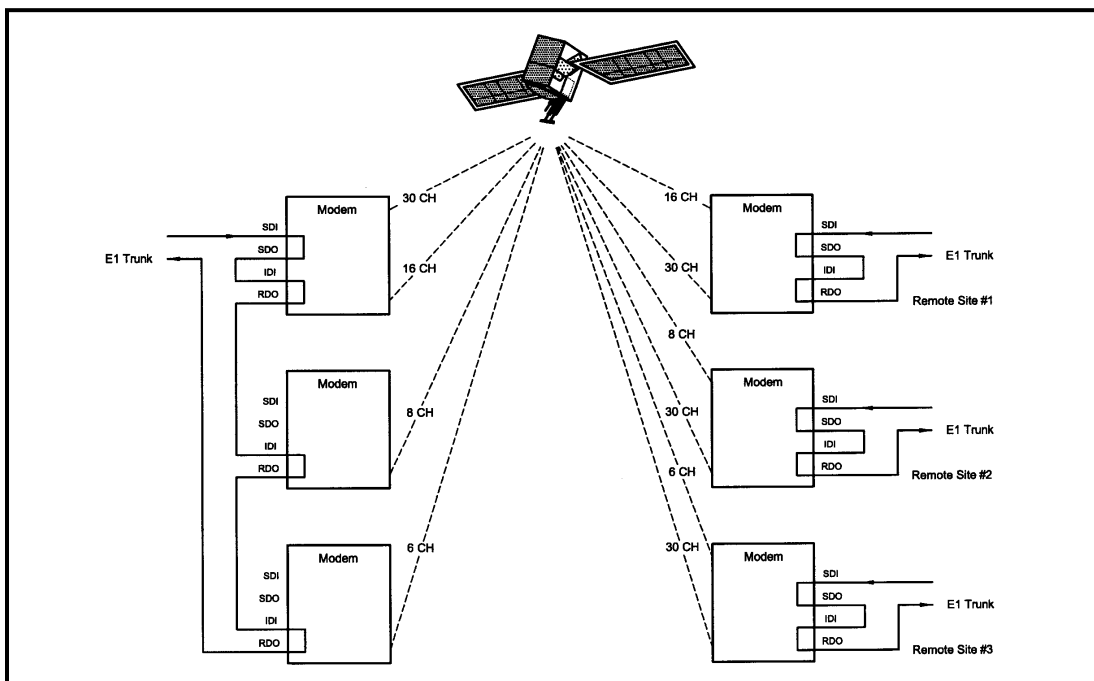 30 CH
16 CH
Modem
SDI
SDO
IDI
RDO
E1 Trunk
16 CH
30 CH
Modem
SDI
SDO
IDI
RDO
E1 Trunk
Remote Site #1
8 CH
Modem
SDI
SDO
IDI
RDO
8 CH
30 CH
Modem
SDI
SDO
IDI
RDO
E1 Trunk
Remote Site #2
6 CH
Modem
SDI
SDO
IDI
RDO
6 CH
30 CH
Modem
SDI
SDO
IDI
RDO
E1 Trunk
Remote Site #3